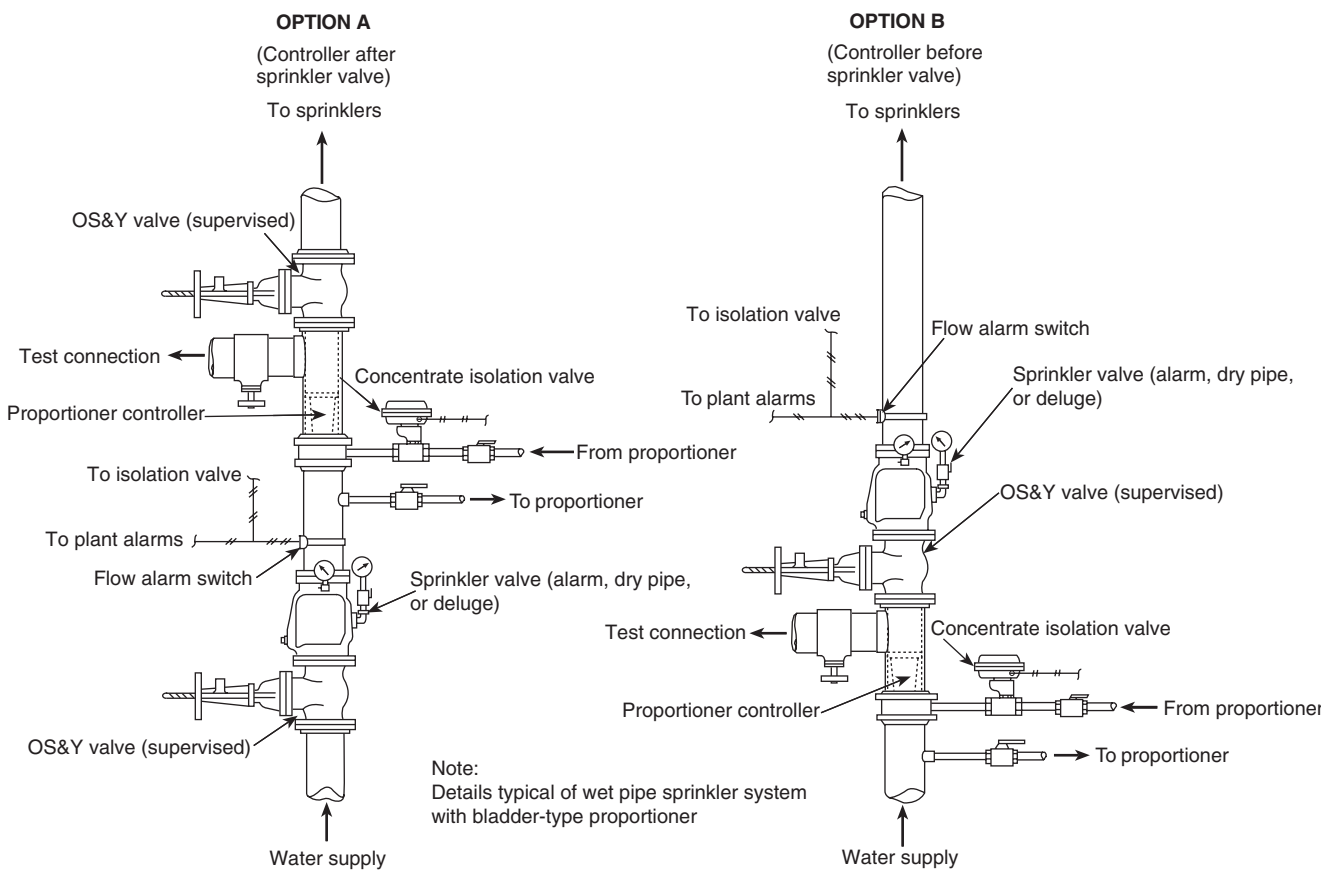 OPTION A
(Controller after
sprinkler valve)
To sprinklers
OS&Y valve (supervised)
Test connection
Concentrate isolation valve
Proportioner controller
From proportioner
To isolation valve
To proportioner
To plant alarms
Flow alarm switch
Sprinkler valve (alarm, dry pipe,
or deluge)
OS&Y valve (supervised)
Water supply
Note:
Details typical of wet pipe sprinkler system
with bladder-type proportioner
OPTION B
(Controller before
sprinkler valve)
To sprinklers
To isolation valve
Flow alarm switch
Sprinkler valve (alarm, dry pipe,
or deluge)
To plant alarms
OS&Y valve (supervised)
Test connection
Concentrate isolation valve
Proportioner controller
From proportioner
To proportioner
Water supply